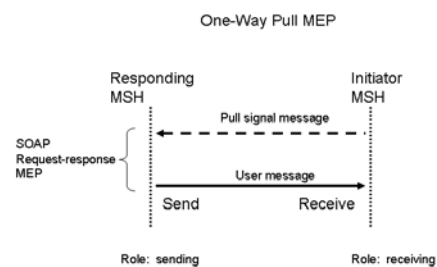 One-Way Pull MEP
Responding
MSH
Initiator
MSH
Pull signal message
SOAP
Request-response
MEP
User message
Send
Receive
Role: sending
Role: receiving